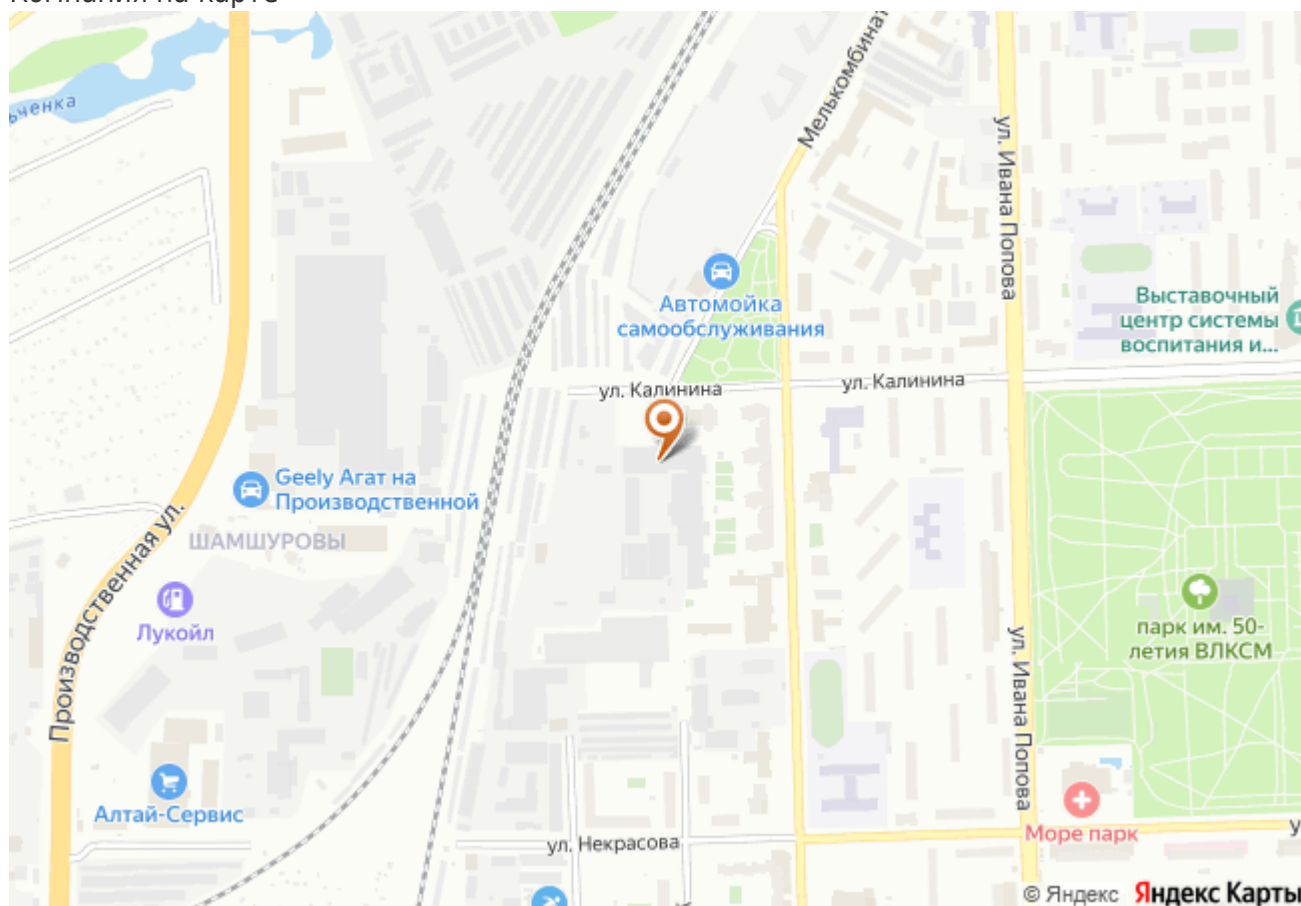 ьченка
Мелькомбинат
ул. Ивана Попова
Автомойка
самообслуживания
Выставочный
центр системы
воспитания и...
ул. Калинина
ул. Калинина
Geely Агат на
Производственной
ШАМШУРОВЫ
Производственная ул.
Лукойл
парк им. 50-
летия ВЛКСМ
ул. Ивана Попова
Алтай-Сервис
Море парк
ул. Некрасова
© Яндекс Яндекс Карты